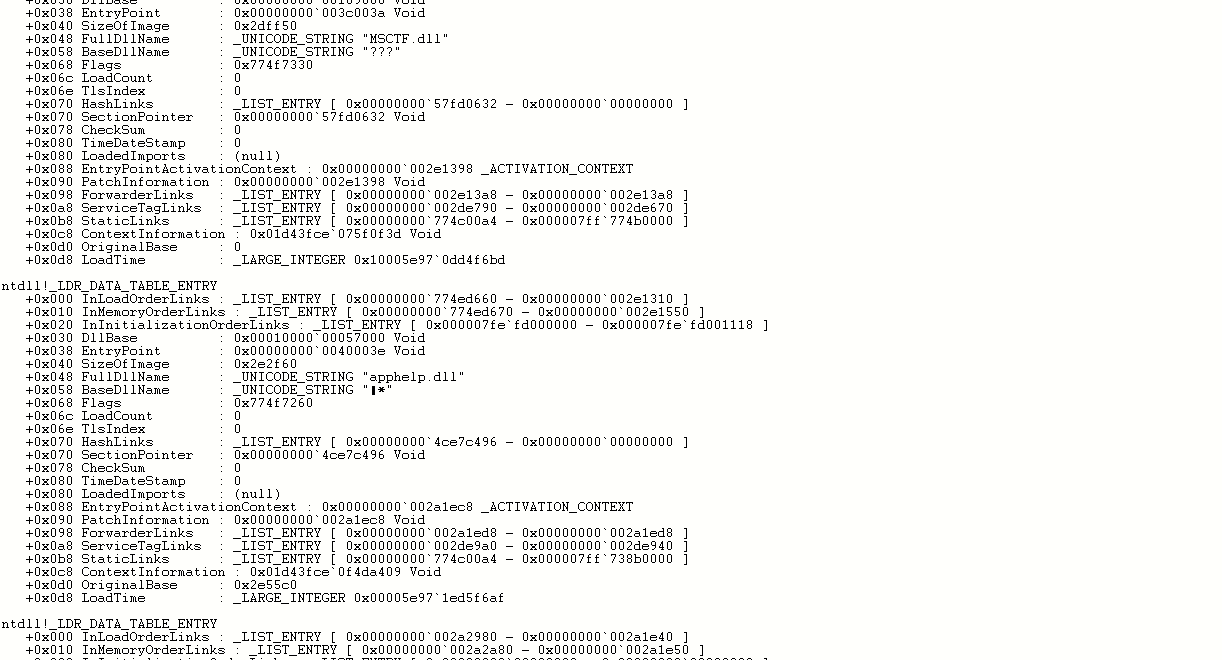 +0x038 EntryPoint : 0x00000000`003c003a Void
+0x040 SizeOfImage : 0x2dff50
+0x048 FullDllName : _UNICODE_STRING "MSCTF.dll"
+0x058 BaseDllName : _UNICODE_STRING "???"
+0x068 Flags : 0x774f7330
+0x06c LoadCount : 0
+0x06e TlsIndex : 0
+0x070 HashLinks : _LIST_ENTRY [ 0x00000000`57fd0632 - 0x00000000`00000000 ]
+0x070 SectionPointer : 0x00000000`57fd0632 Void
+0x078 CheckSum : 0
+0x080 TimeDateStamp : 0
+0x080 LoadedImports : (null)
+0x088 EntryPointActivationContext : 0x00000000`002e1398 _ACTIVATION_CONTEXT
+0x090 PatchInformation : 0x00000000`002e1398 Void
+0x098 ForwarderLinks : _LIST_ENTRY [ 0x00000000`002e13a8 - 0x00000000`002e13a8 ]
+0x0a8 ServiceTagLinks : _LIST_ENTRY [ 0x00000000`002de790 - 0x00000000`002de670 ]
+0x0b8 StaticLinks : _LIST_ENTRY [ 0x00000000`774c00a4 - 0x000007ff`774b0000 ]
+0x0c8 ContextInformation : 0x01d43fce`075f0f3d Void
+0x0d0 OriginalBase : 0
+0x0d8 LoadTime : _LARGE_INTEGER 0x10005e97`0dd4f6bd
ntdll!_LDR_DATA_TABLE_ENTRY
+0x000 InLoadOrderLinks : _LIST_ENTRY [ 0x00000000`774ed660 - 0x00000000`002e1310 ]
+0x010 InMemoryOrderLinks : _LIST_ENTRY [ 0x00000000`774ed670 - 0x00000000`002e1550 ]
+0x020 InInitializationOrderLinks : _LIST_ENTRY [ 0x000007fe`fd000000 - 0x000007fe`fd001118 ]
+0x030 DllBase : 0x00010000`00057000 Void
+0x038 EntryPoint : 0x00000000`0040003e Void
+0x040 SizeOfImage : 0x2e2f60
+0x048 FullDllName : _UNICODE_STRING "apphelp.dll"
+0x058 BaseDllName : _UNICODE_STRING "▮*"
+0x068 Flags : 0x774f7260
+0x06c LoadCount : 0
+0x06e TlsIndex : 0
+0x070 HashLinks : _LIST_ENTRY [ 0x00000000`4ce7c496 - 0x00000000`00000000 ]
+0x070 SectionPointer : 0x00000000`4ce7c496 Void
+0x078 CheckSum : 0
+0x080 TimeDateStamp : 0
+0x080 LoadedImports : (null)
+0x088 EntryPointActivationContext : 0x00000000`002a1ec8 _ACTIVATION_CONTEXT
+0x090 PatchInformation : 0x00000000`002a1ec8 Void
+0x098 ForwarderLinks : _LIST_ENTRY [ 0x00000000`002a1ed8 - 0x00000000`002a1ed8 ]
+0x0a8 ServiceTagLinks : _LIST_ENTRY [ 0x00000000`002de9a0 - 0x00000000`002de940 ]
+0x0b8 StaticLinks : _LIST_ENTRY [ 0x00000000`774c00a4 - 0x000007ff`738b0000 ]
+0x0c8 ContextInformation : 0x01d43fce`0f4da409 Void
+0x0d0 OriginalBase : 0x2e55c0
+0x0d8 LoadTime : _LARGE_INTEGER 0x00005e97`1ed5f6af
ntdll!_LDR_DATA_TABLE_ENTRY
+0x000 InLoadOrderLinks : _LIST_ENTRY [ 0x00000000`002a2980 - 0x00000000`002a1e40 ]
+0x010 InMemoryOrderLinks : _LIST_ENTRY [ 0x00000000`002a2a80 - 0x00000000`002a1e50 ]